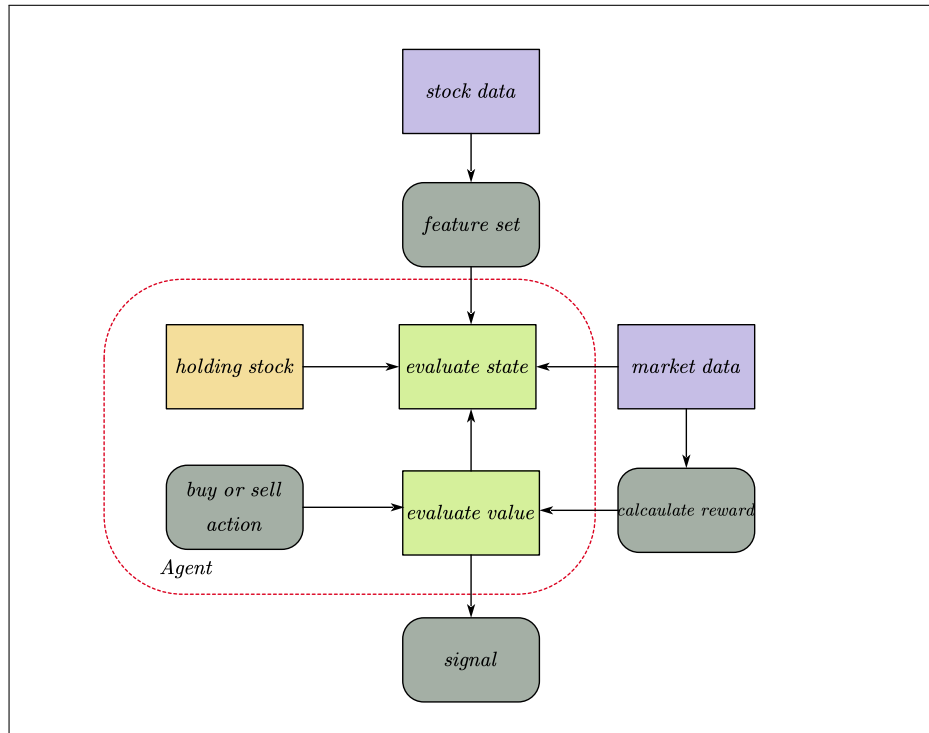 stock data
feature set
holding stock
evaluate state
market data
buy or sell
action
evaluate value
calcaulate reward
Agent
signal